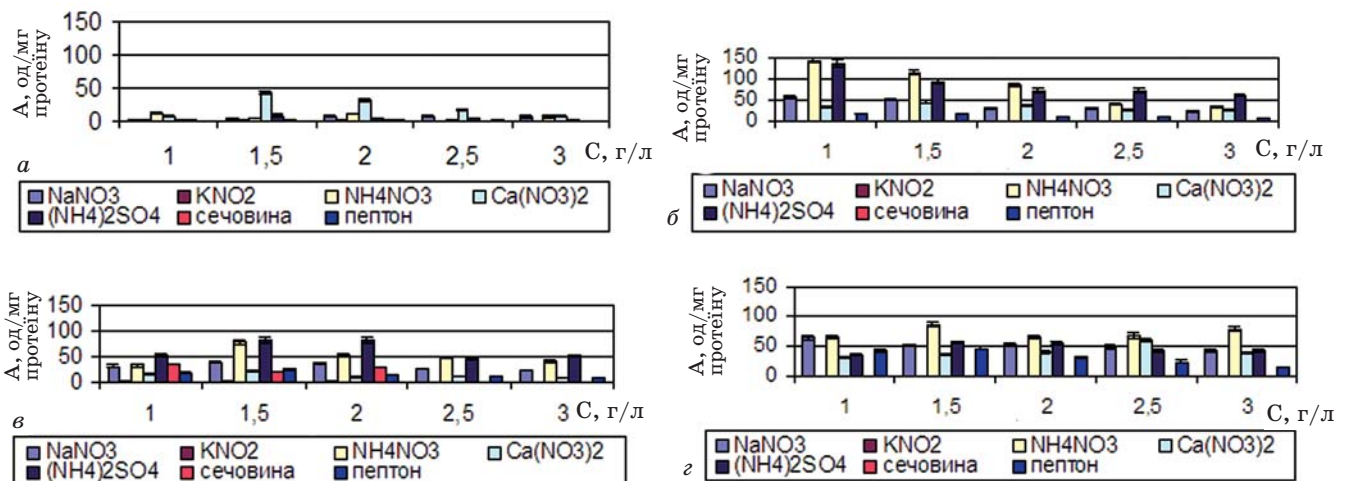 А, од/мг
протеїну
150
100
50
0
1 1,5 2 2,5 3 С, г/л
а
NaNO3 KNO2 NH4NO3 Ca(NO3)2
(NH4)2SO4 сечовина пептон
А, од/мг
протеїну
150
100
50
0
1 1,5 2 2,5 3 С, г/л
б
NaNO3 KNO2 NH4NO3 Ca(NO3)2
(NH4)2SO4 сечовина пептон
А, од/мг
протеїну
150
100
50
0
1 1,5 2 2,5 3 С, г/л
в
NaNO3 KNO2 NH4NO3 Ca(NO3)2
(NH4)2SO4 сечовина пептон
А, од/мг
протеїну
150
100
50
0
1 1,5 2 2,5 3 С, г/л
г
NaNO3 KNO2 NH4NO3 Ca(NO3)2
(NH4)2SO4 сечовина пептон